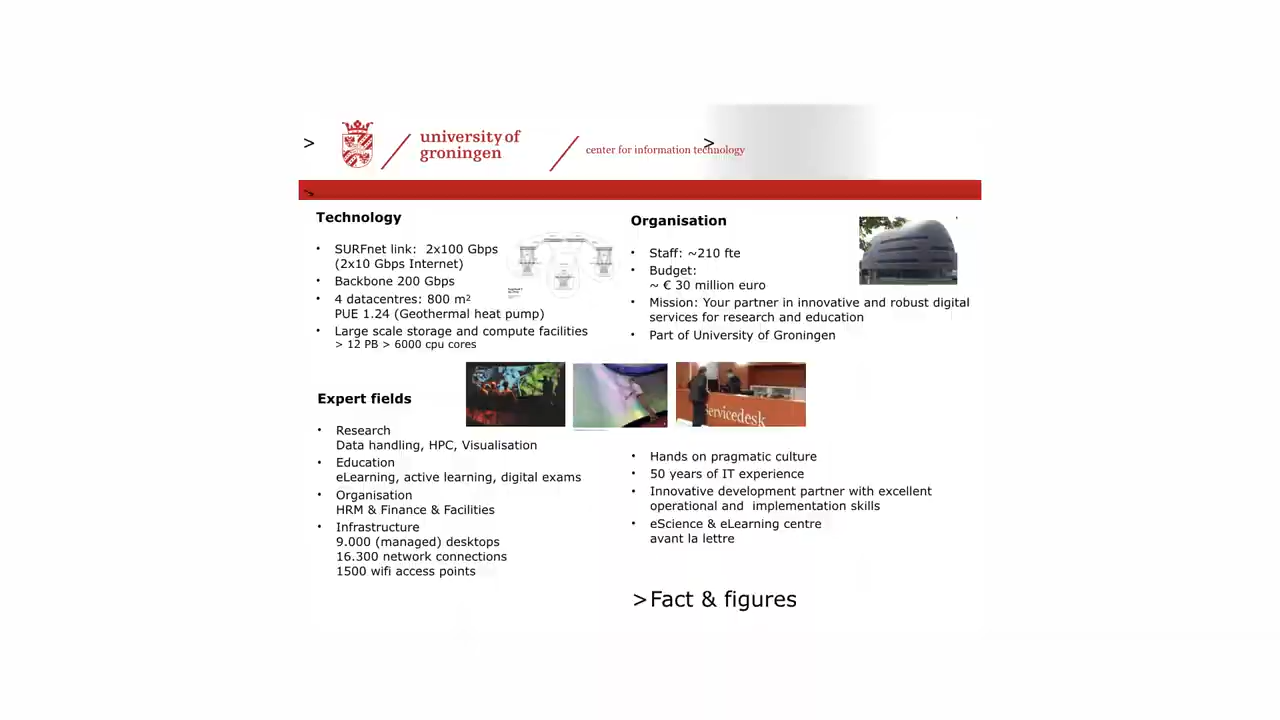 >
university of
groningen
center for information technology
>
>
Technology
• SURFnet link: 2x100 Gbps
(2x10 Gbps Internet)
• Backbone 200 Gbps
• 4 datacentres: 800 m2
PUE 1.24 (Geothermal heat pump)
• Large scale storage and compute facilities
> 12 PB > 6000 cpu cores
Organisation
• Staff: ~210 fte
• Budget:
~ € 30 million euro
• Mission: Your partner in innovative and robust digital
services for research and education
• Part of University of Groningen
Expert fields
• Research
Data handling, HPC, Visualisation
• Education
eLearning, active learning, digital exams
• Organisation
HRM & Finance & Facilities
• Infrastructure
9.000 (managed) desktops
16.300 network connections
1500 wifi access points
servicedesk
• Hands on pragmatic culture
• 50 years of IT experience
• Innovative development partner with excellent
operational and implementation skills
• eScience & eLearning centre
avant la lettre
>Fact & figures